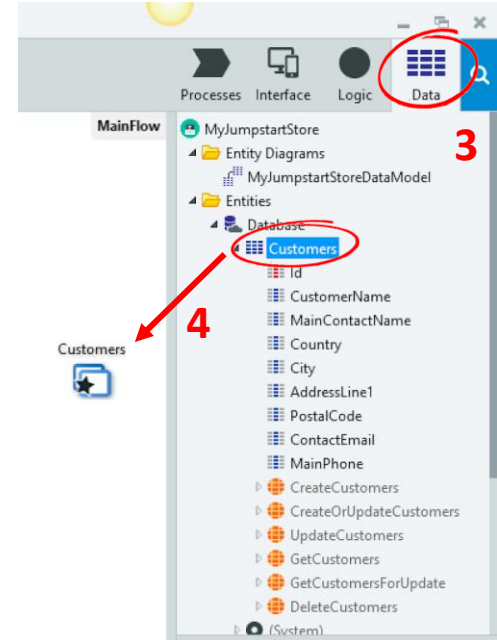 Processes Interface Logic Data
3
MainFlow
MyJumpstartStore
Entity Diagrams
MyJumpstartStoreDataModel
Entities
Database
Customers
Id
CustomerName
MainContactName
4
Country
Customers
City
AddressLine1
PostalCode
ContactEmail
MainPhone
CreateCustomers
CreateOrUpdateCustomers
UpdateCustomers
GetCustomers
GetCustomersForUpdate
DeleteCustomers
(System)